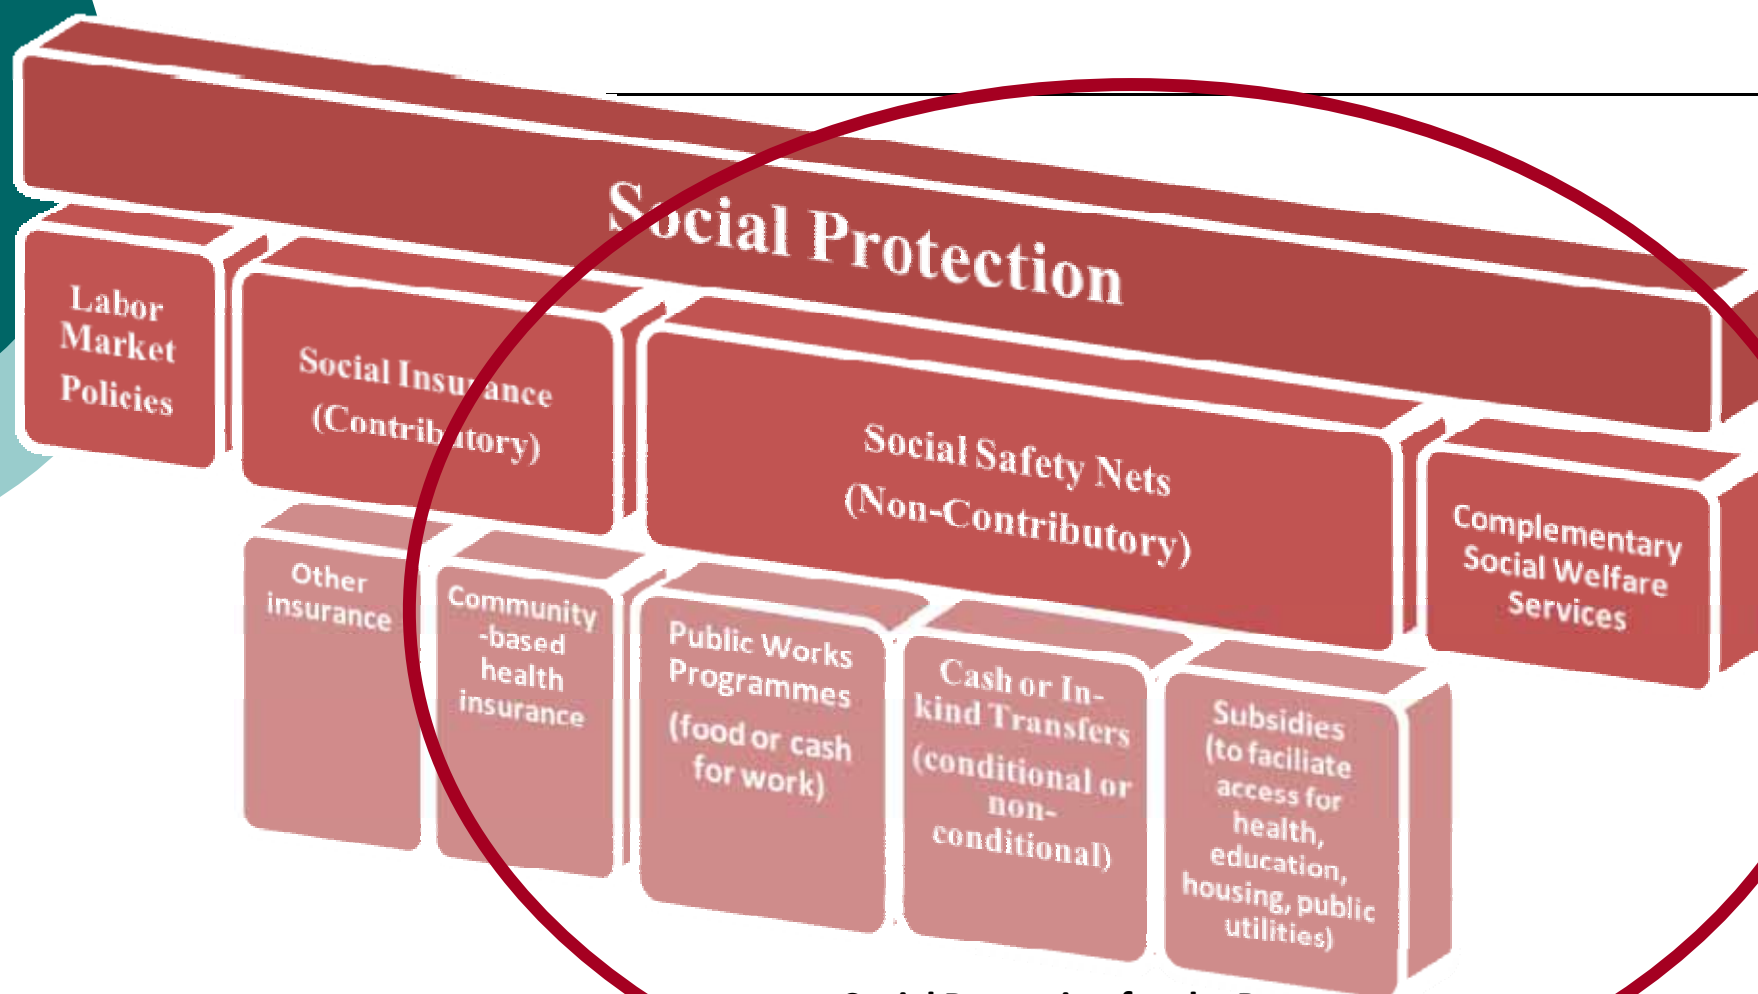 Social Protection
Labor
Market
Policies
Social Insurance
(Contributory)
Social Safety Nets
(Non-Contributory)
Complementary
Social Welfare
Services
Other
insurance
Community
-based
health
insurance
Public Works
Programmes
(food or cash
for work)
Cash or In-
kind Transfers
(conditional or
non-
conditional)
Subsidies
(to faciliate
access for
health,
education,
housing, public
utilities)